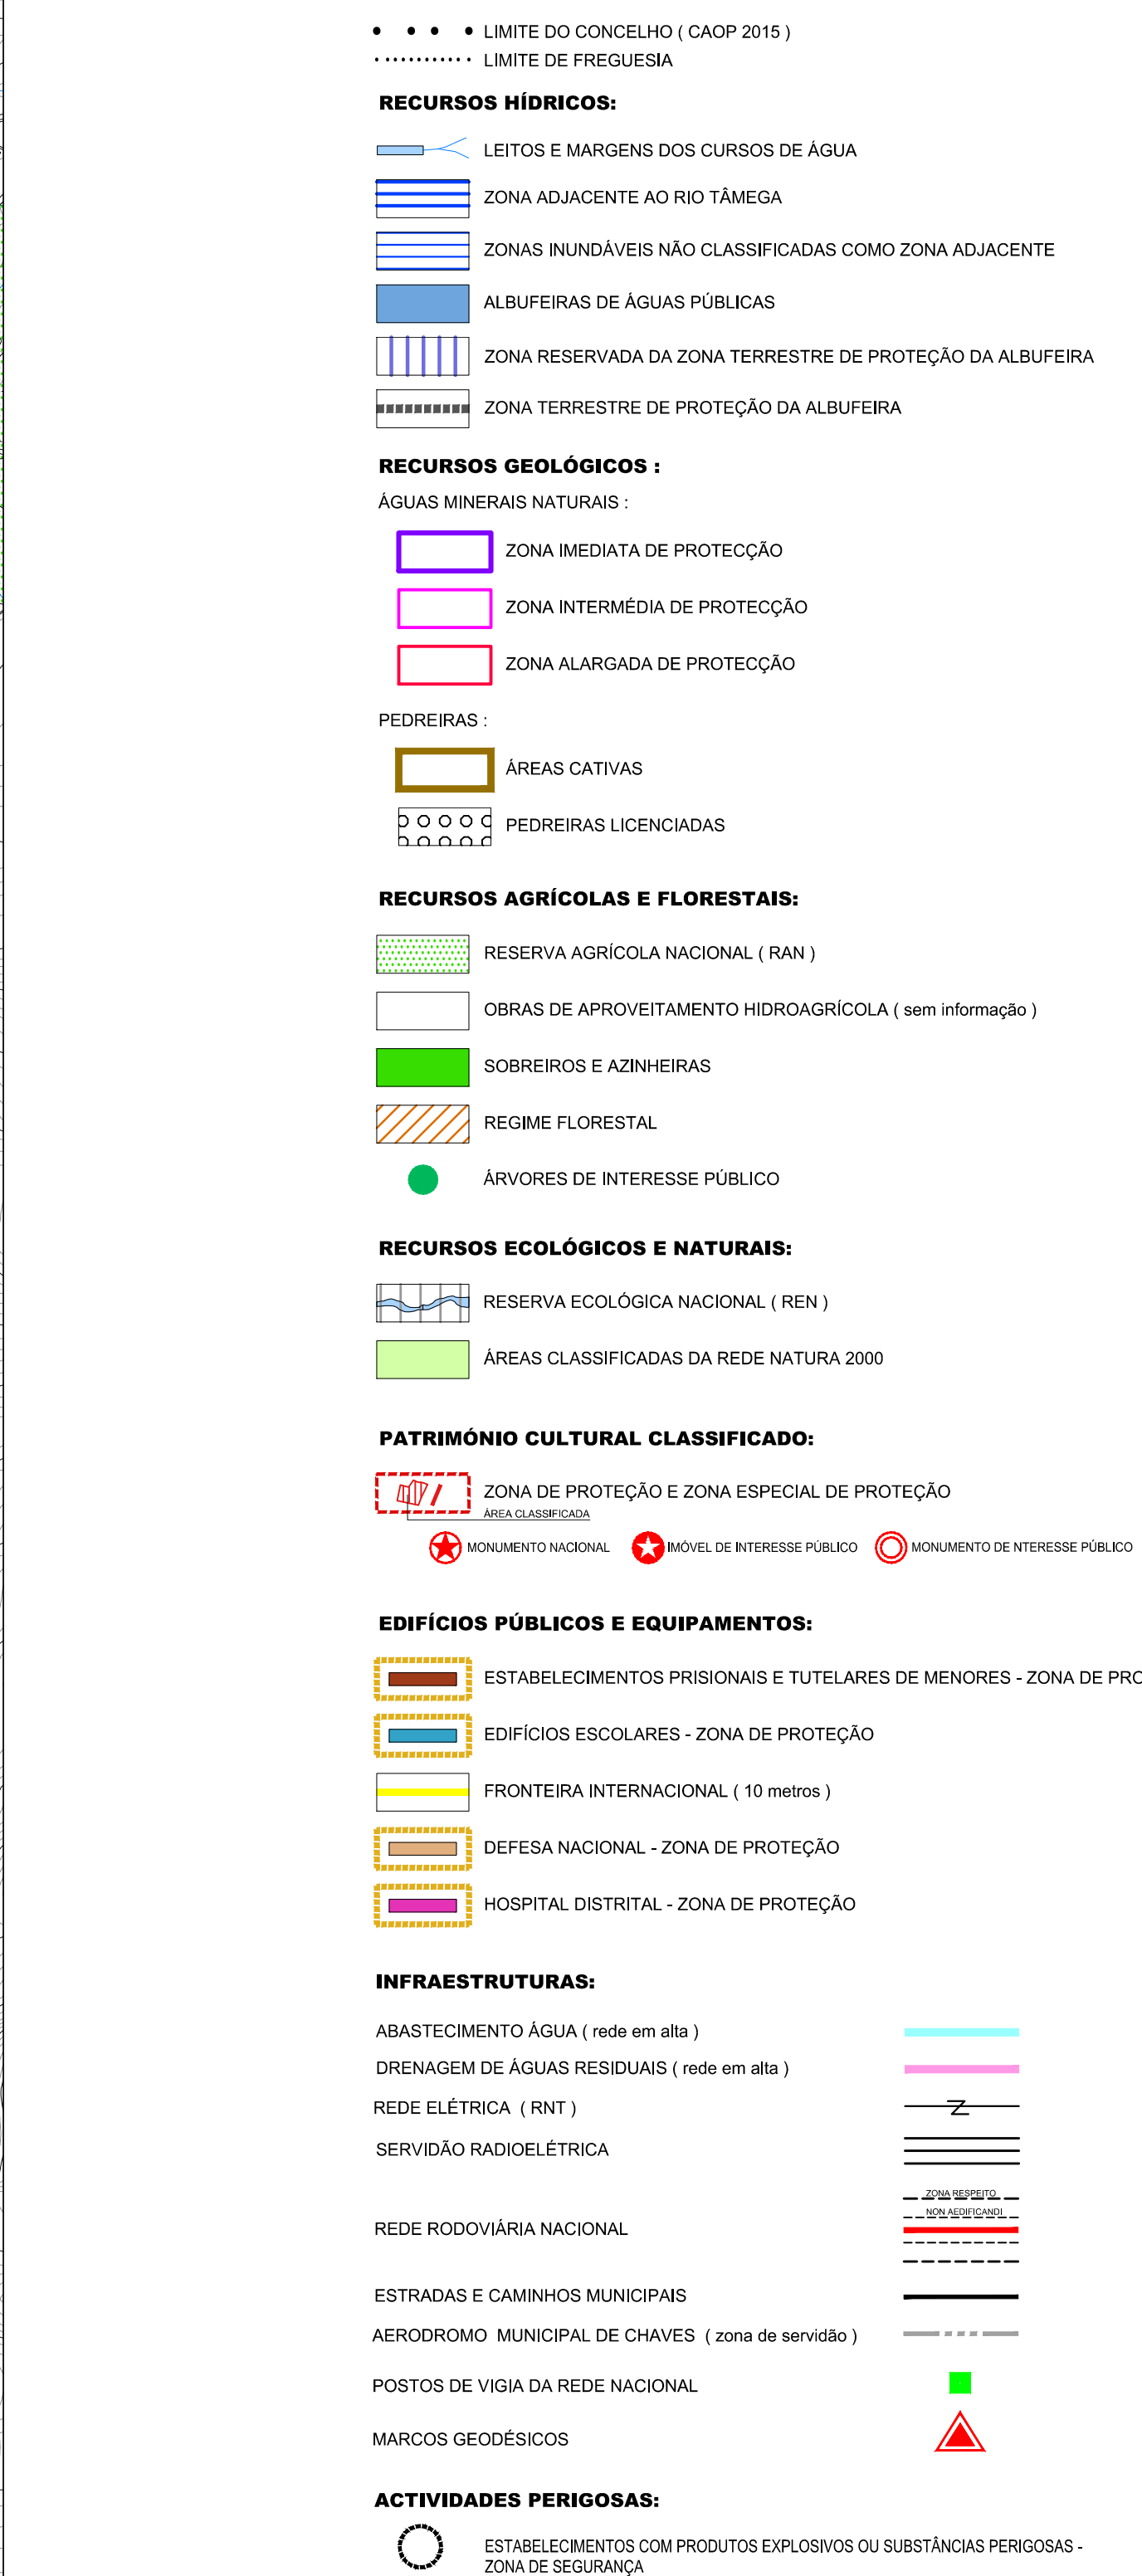 LIMITE DO CONCELHO ( CAOP 2015 )
LIMITE DE FREGUESIA
RECURSOS HÍDRICOS:
LEITOS E MARGENS DOS CURSOS DE ÁGUA
ZONA ADJACENTE AO RIO TÂMEGA
ZONAS INUNDÁVEIS NÃO CLASSIFICADAS COMO ZONA ADJACENTE
ALBUFEIRAS DE ÁGUAS PÚBLICAS
ZONA RESERVADA DA ZONA TERRESTRE DE PROTEÇÃO DA ALBUFEIRA
ZONA TERRESTRE DE PROTEÇÃO DA ALBUFEIRA
RECURSOS GEOLÓGICOS :
ÁGUAS MINERAIS NATURAIS :
ZONA IMEDIATA DE PROTECÇÃO
ZONA INTERMÉDIA DE PROTECÇÃO
ZONA ALARGADA DE PROTECÇÃO
PEDREIRAS :
ÁREAS CATIVAS
PEDREIRAS LICENCIADAS
RECURSOS AGRÍCOLAS E FLORESTAIS:
RESERVA AGRÍCOLA NACIONAL ( RAN )
OBRAS DE APROVEITAMENTO HIDROAGRÍCOLA ( sem informação )
SOBREIROS E AZINHEIRAS
REGIME FLORESTAL
ÁRVORES DE INTERESSE PÚBLICO
RECURSOS ECOLÓGICOS E NATURAIS:
RESERVA ECOLÓGICA NACIONAL ( REN )
ÁREAS CLASSIFICADAS DA REDE NATURA 2000
PATRIMÓNIO CULTURAL CLASSIFICADO:
ZONA DE PROTEÇÃO E ZONA ESPECIAL DE PROTEÇÃO
ÁREA CLASSIFICADA
MONUMENTO NACIONAL IMÓVEL DE INTERESSE PÚBLICO MONUMENTO DE NTERESSE PÚBLICO
EDIFÍCIOS PÚBLICOS E EQUIPAMENTOS:
ESTABELECIMENTOS PRISIONAIS E TUTELARES DE MENORES - ZONA DE PRO
EDIFÍCIOS ESCOLARES - ZONA DE PROTEÇÃO
FRONTEIRA INTERNACIONAL ( 10 metros )
DEFESA NACIONAL - ZONA DE PROTEÇÃO
HOSPITAL DISTRITAL - ZONA DE PROTEÇÃO
INFRAESTRUTURAS:
ABASTECIMENTO ÁGUA ( rede em alta )
DRENAGEM DE ÁGUAS RESIDUAIS ( rede em alta )
REDE ELÉTRICA ( RNT )
SERVIDÃO RADIOELÉTRICA
ZONA RESPEITO
NON AEDIFICANDI
REDE RODOVIÁRIA NACIONAL
ESTRADAS E CAMINHOS MUNICIPAIS
AERODROMO MUNICIPAL DE CHAVES ( zona de servidão )
POSTOS DE VIGIA DA REDE NACIONAL
MARCOS GEODÉSICOS
ACTIVIDADES PERIGOSAS:
ESTABELECIMENTOS COM PRODUTOS EXPLOSIVOS OU SUBSTÂNCIAS PERIGOSAS -
ZONA DE SEGURANÇA